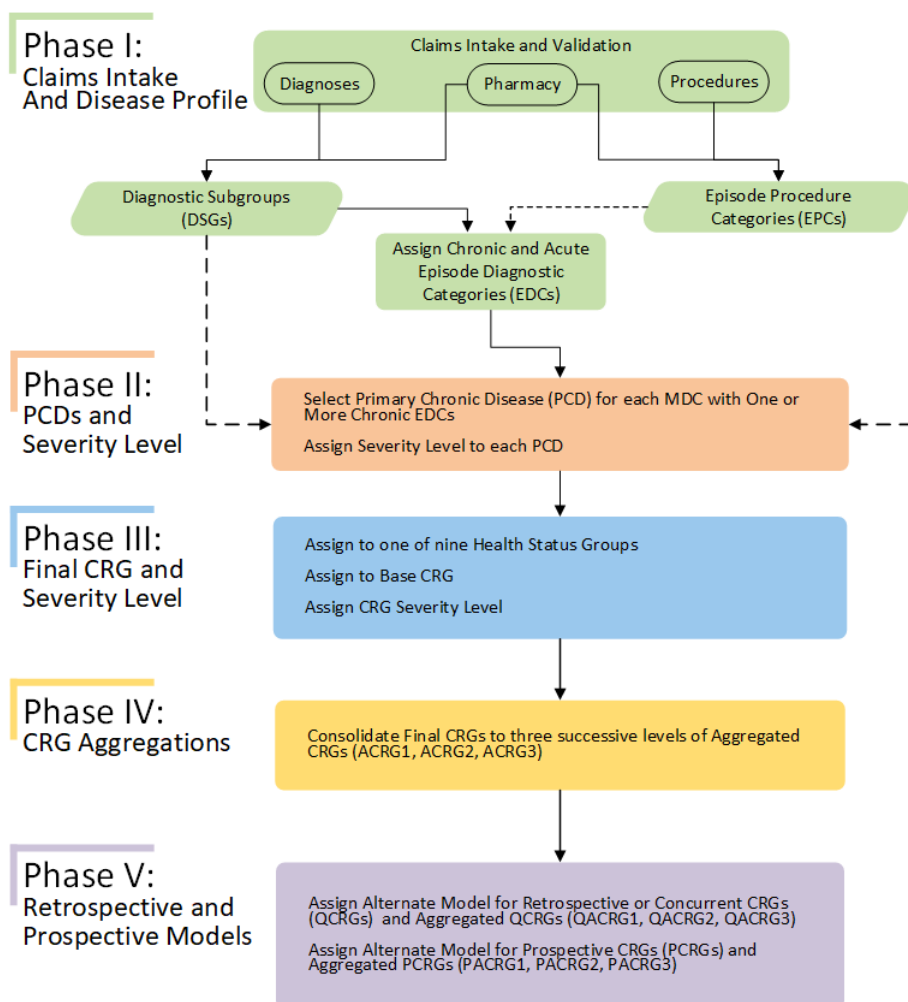 Phase I:
Claims Intake
And Disease Profile
Claims Intake and Validation
Diagnoses
Pharmacy
Procedures
Diagnostic Subgroups
(DSGs)
Episode Procedure
Categories (EPCs)
Assign Chronic and Acute
Episode Diagnostic
Categories (EDCs)
Phase II:
PCDs and
Severity Level
Select Primary Chronic Disease (PCD) for each MDC with One or
More Chronic EDCs
Assign Severity Level to each PCD
Phase III:
Final CRG and
Severity Level
Assign to one of nine Health Status Groups
Assign to Base CRG
Assign CRG Severity Level
Phase IV:
CRG Aggregations
Consolidate Final CRGs to three successive levels of Aggregated
CRGs (ACRG1, ACRG2, ACRG3)
Phase V:
Retrospective and
Prospective Models
Assign Alternate Model for Retrospective or Concurrent CRGs
(QCRGs) and Aggregated QCRGs (QACRG1, QACRG2, QACRG3)
Assign Alternate Model for Prospective CRGs (PCRGs) and
Aggregated PCRGs (PACRG1, PACRG2, PACRG3)